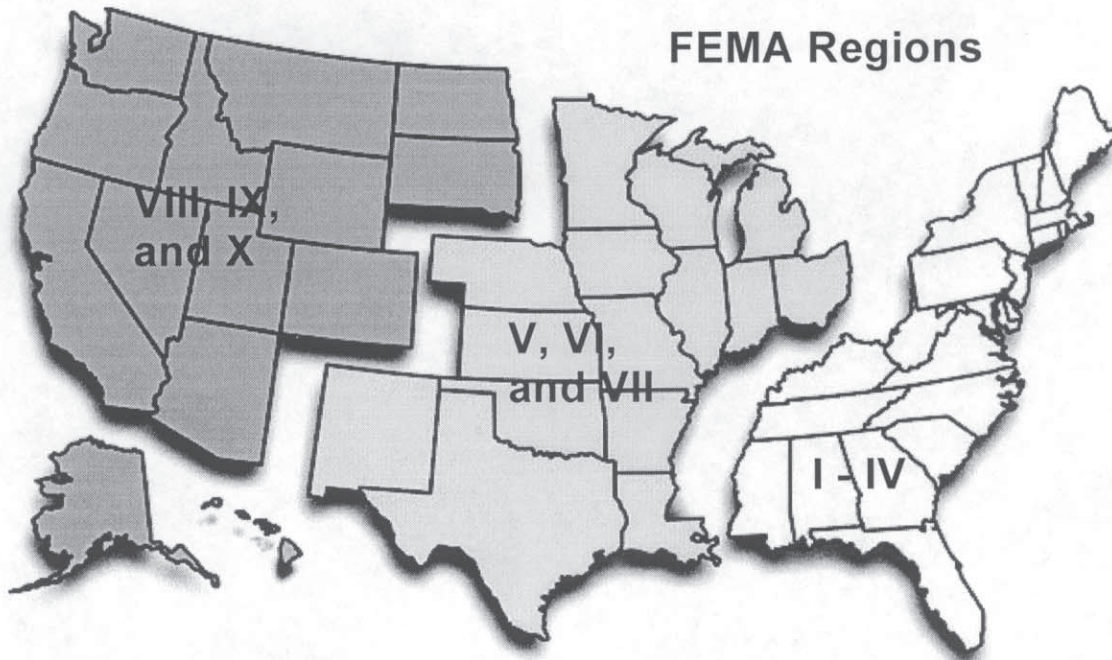 FEMA Regions
VIII, IX,
and X
V, VI,
and VII
I - IV